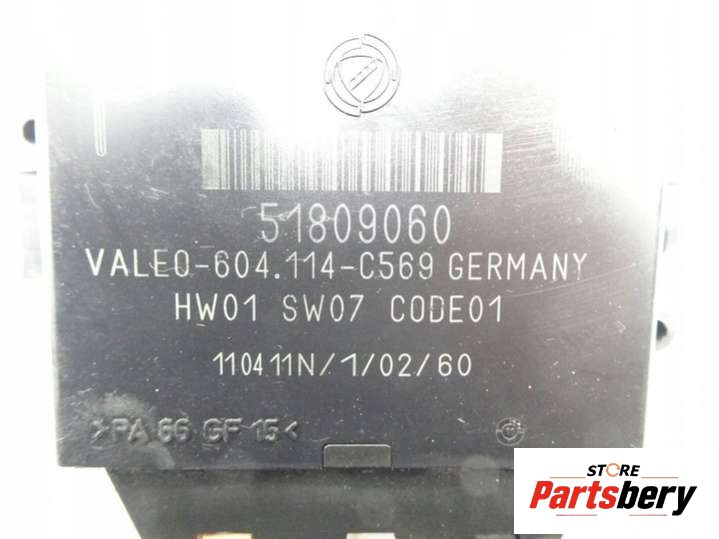 51809060
VALEO-604.114-C569 GERMANY
HW01 SW07 CODE01
110411N/1/02/60
>PA 66 GF 15<
STORE
Partsbery